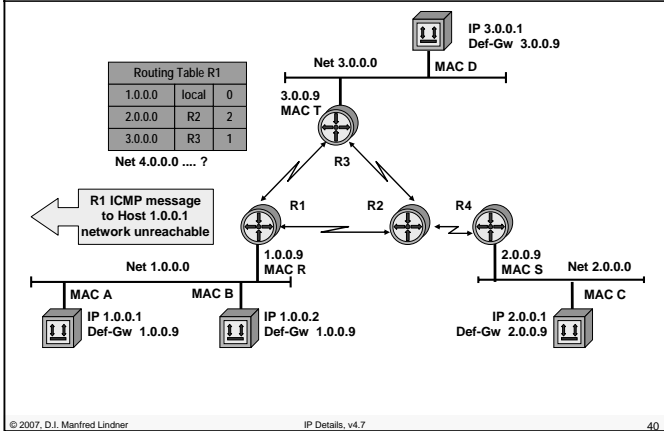 IP 3.0.0.1
Def-Gw 3.0.0.9
Net 3.0.0.0
MAC D
Routing Table R1
1.0.0.0 local 0
2.0.0.0 R2 2
3.0.0.0 R3 1
3.0.0.9
MAC T
Net 4.0.0.0 .... ?
R3
R1 ICMP message
to Host 1.0.0.1
network unreachable
R1
R2
R4
1.0.0.9
MAC R
2.0.0.9
MAC S
Net 1.0.0.0
Net 2.0.0.0
MAC A
MAC B
MAC C
IP 1.0.0.1
Def-Gw 1.0.0.9
IP 1.0.0.2
Def-Gw 1.0.0.9
IP 2.0.0.1
Def-Gw 2.0.0.9
© 2007, D.I. Manfred Lindner
IP Details, v4.7
40